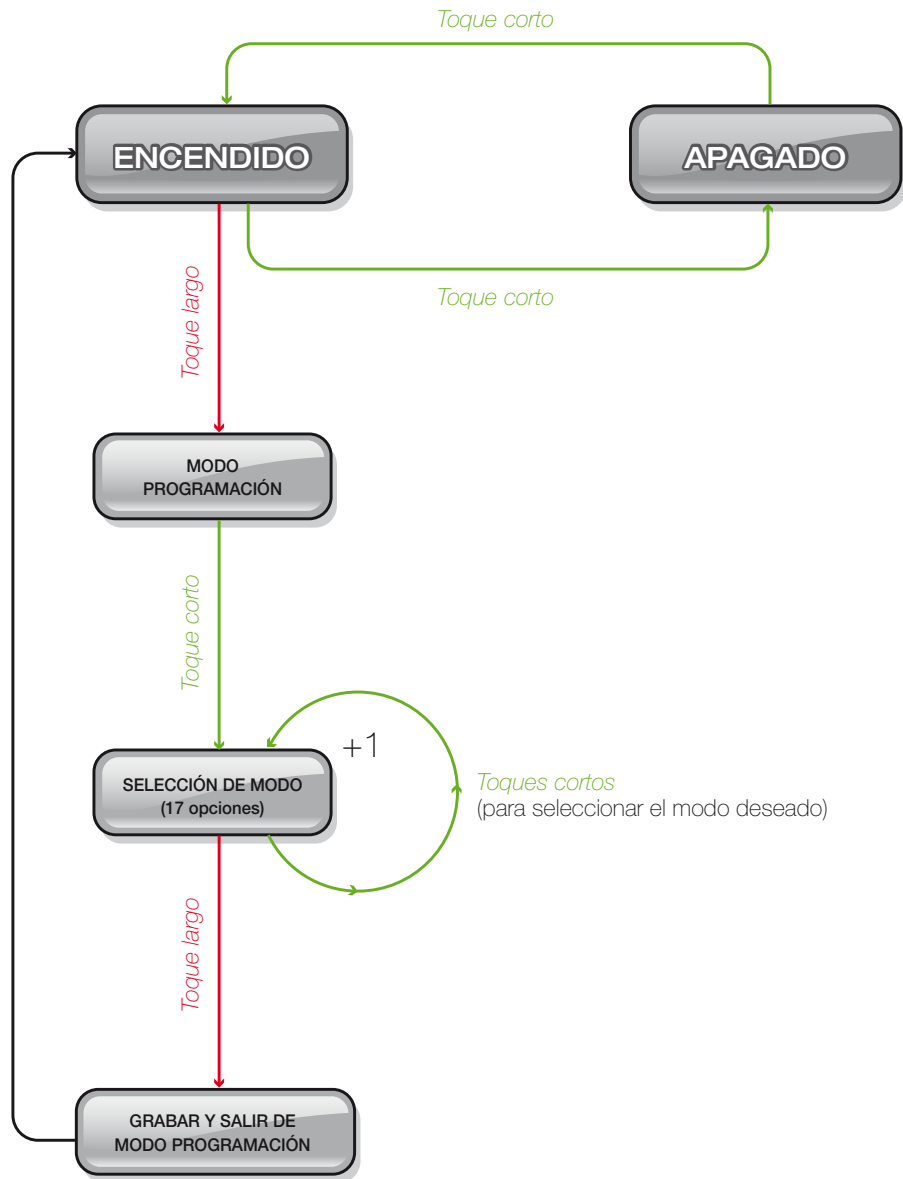 Toque corto
ENCENDIDO
APAGADO
Toque largo
Toque corto
MODO
PROGRAMACIÓN
Toque corto
+1
SELECCIÓN DE MODO
(17 opciones)
Toques cortos
(para seleccionar el modo deseado)
Toque largo
GRABAR Y SALIR DE
MODO PROGRAMACIÓN